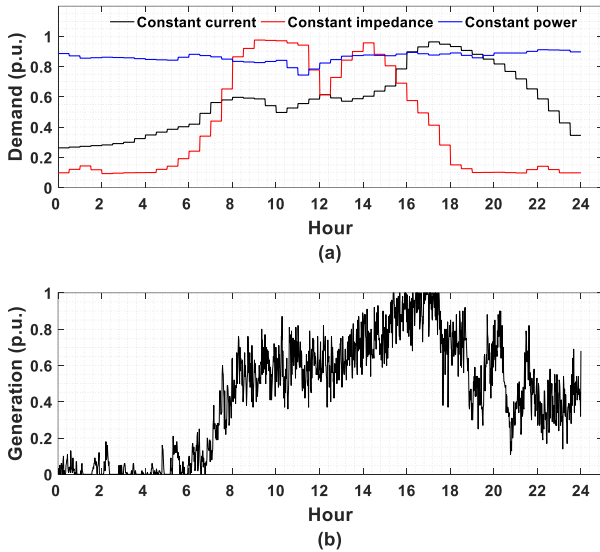 Constant current Constant impedance Constant power
Demand (p.u.)
1
0.8
0.6
0.4
0.2
0
0 2 4 6 8 10 12 14 16 18 20 22 24
Hour
(a)
Generation (p.u.)
1
0.8
0.6
0.4
0.2
0
0 2 4 6 8 10 12 14 16 18 20 22 24
Hour
(b)